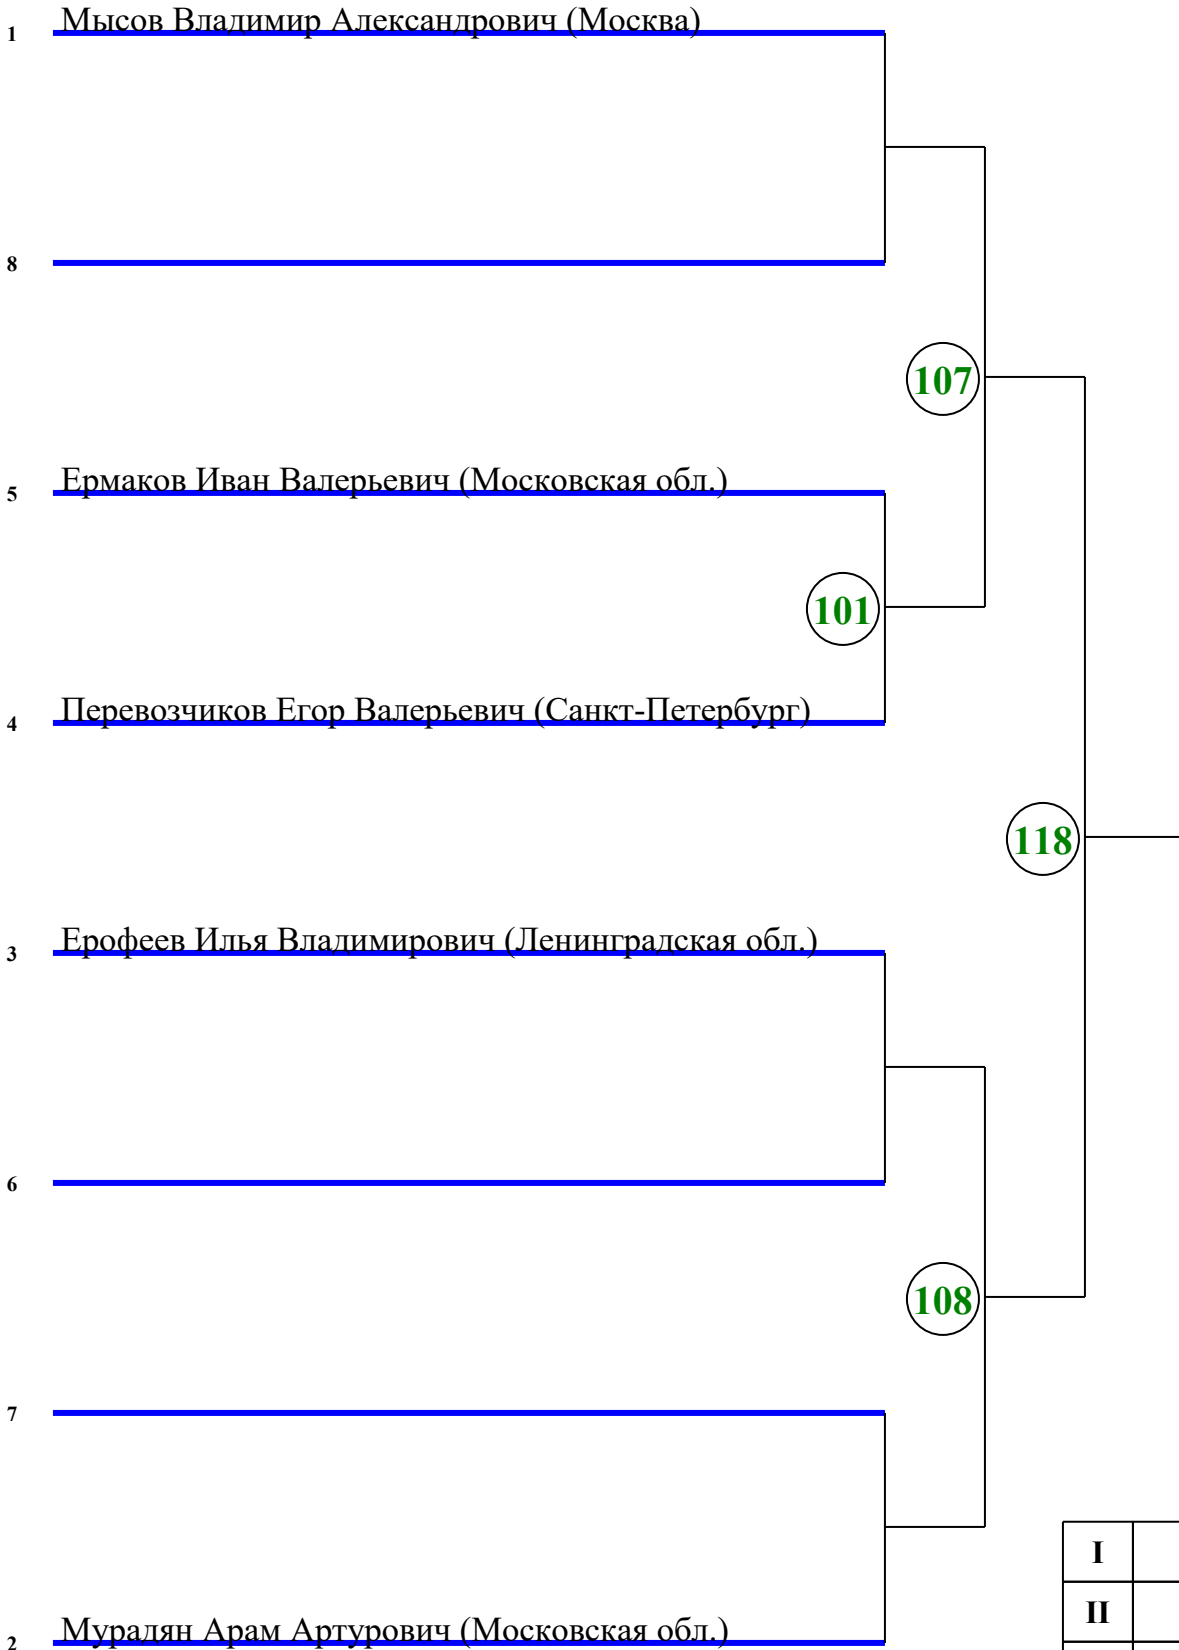 1 Мысов Владимир Александрович (Москва)
8
107
5 Ермаков Иван Валерьевич (Московская обл.)
101
4 Перевозчиков Егор Валерьевич (Санкт-Петербург)
118
3 Ерофеев Илья Владимирович (Ленинградская обл.)
6
108
7
I
II
2 Мурадян Арам Артурович (Московская обл.)